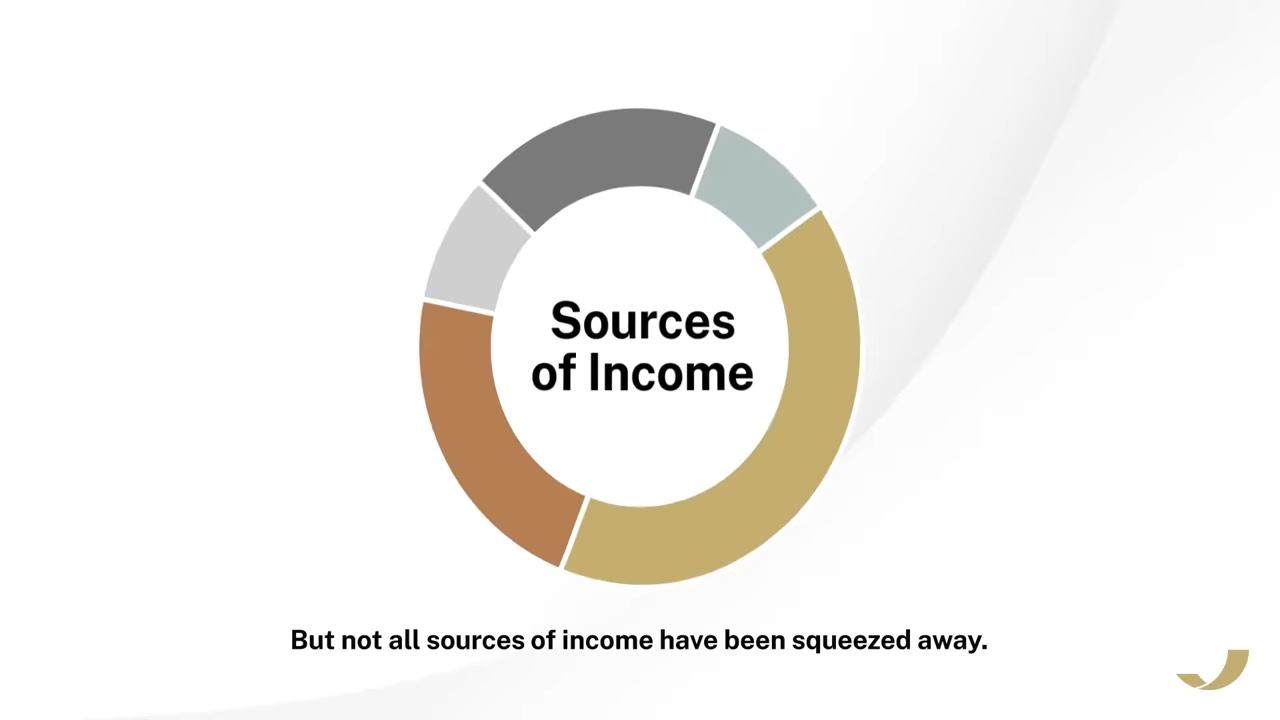 Sources
of Income
But not all sources of income have been squeezed away.